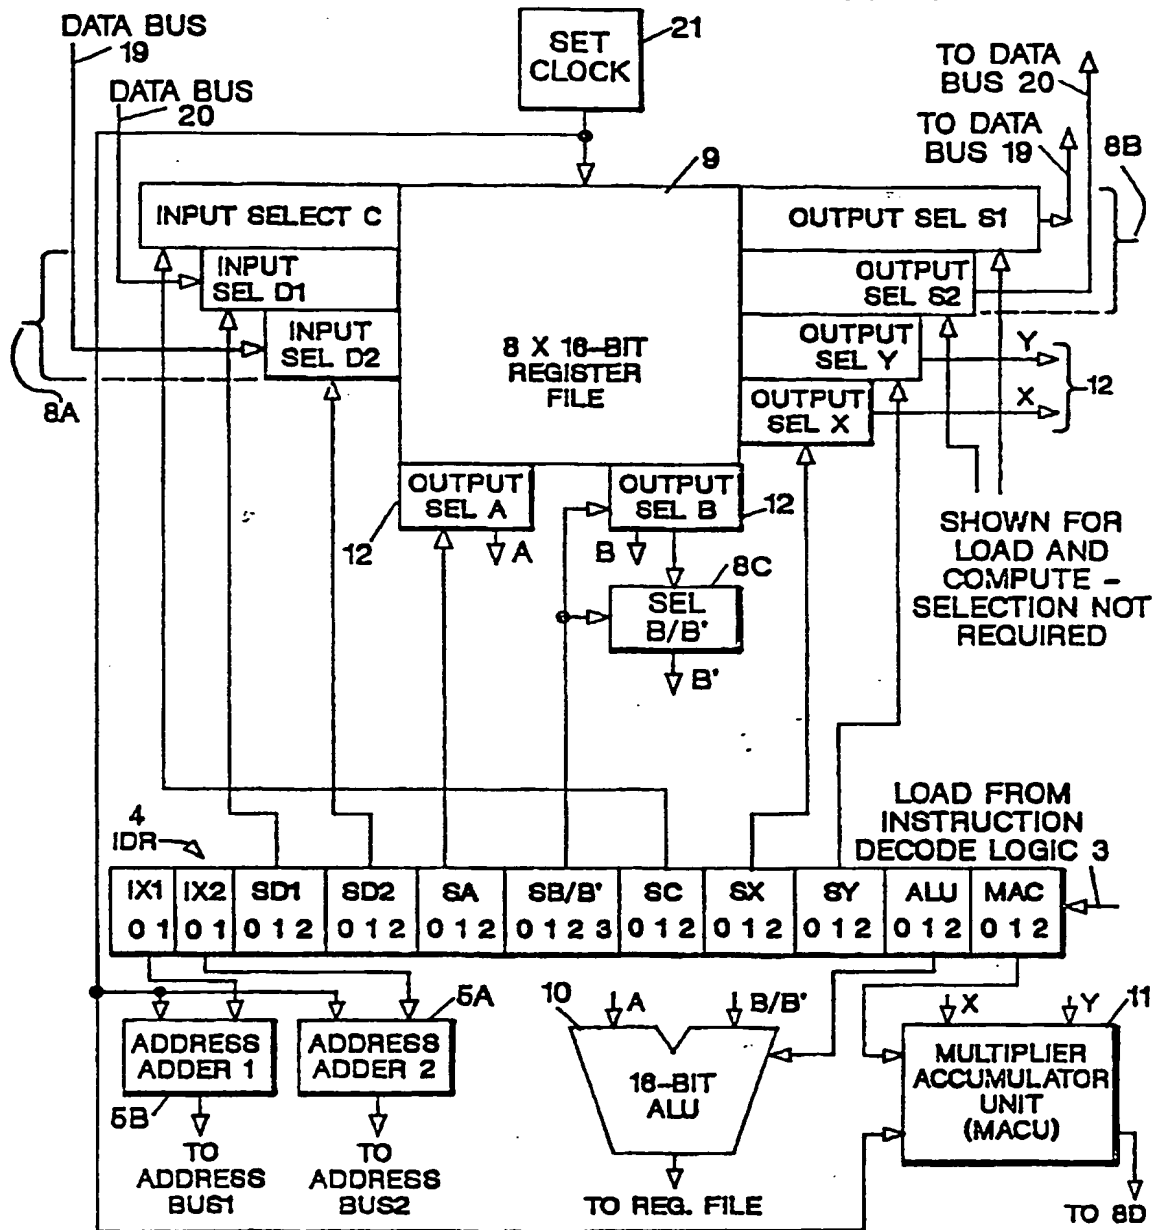 DATA BUS
19
DATA BUS
20
SET
CLOCK
21
TO DATA
BUS 20
TO DATA
BUS 19
8B
9
INPUT SELECT C
OUTPUT SEL S1
INPUT
SEL D1
OUTPUT
SEL S2
INPUT
SEL D2
8 X 16-BIT
REGISTER
FILE
OUTPUT
SEL Y
Y
12
8A
OUTPUT
SEL X
X
OUTPUT
SEL A
12
A
OUTPUT
SEL B
12
B
8C
SEL
B/B'
B'
SHOWN FOR
LOAD AND
COMPUTE -
SELECTION NOT
REQUIRED
4
IDR
LOAD FROM
INSTRUCTION
DECODE LOGIC 3
IX1 IX2 SD1 SD2 SA SB/B' SC SX SY ALU MAC
0 1 0 1 0 1 2 0 1 2 0 1 2 0 1 2 3 0 1 2 0 1 2 0 1 2 0 1 2 0 1 2
5A
ADDRESS
ADDER 1
ADDRESS
ADDER 2
5B
TO
ADDRESS
BUS1
TO
ADDRESS
BUS2
10
A
B/B'
16-BIT
ALU
TO REG. FILE
X
Y
11
MULTIPLIER
ACCUMULATOR
UNIT
(MACU)
TO 8D